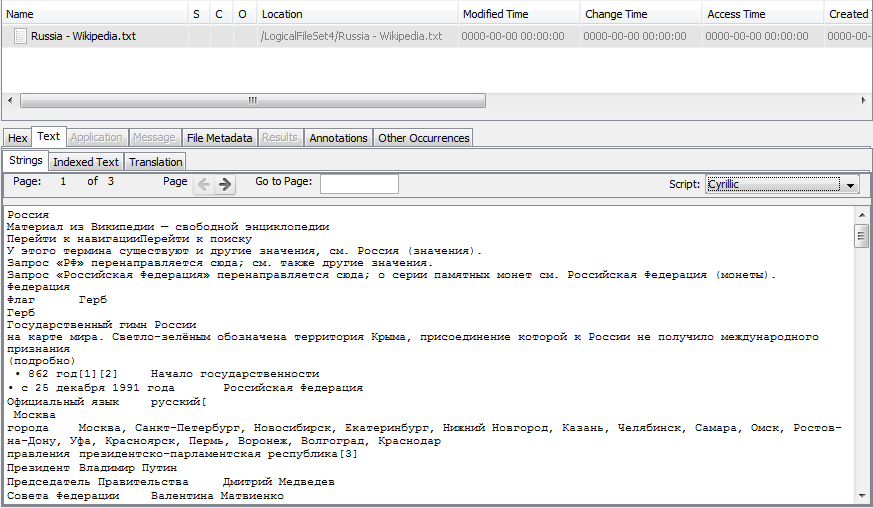 Name S C O Location Modified Time Change Time Access Time Created
Russia - Wikipedia.txt /LogicalFileSet4/Russia - Wikipedia.txt 0000-00-00 00:00:00 0000-00-00 00:00:00 0000-00-00 00:00:00 0000-
Hex Text Application Message File Metadata Results Annotations Other Occurrences
Strings Indexed Text Translation
Page: 1 of 3 Page Go to Page: Script: Cyrillic
Россия
Материал из Википедии — свободной энциклопедии
Перейти к навигацииПерейти к поиску
У этого термина существуют и другие значения, см. Россия (значения).
Запрос «РФ» перенаправляется сюда; см. также другие значения.
Запрос «Российская Федерация» перенаправляется сюда; о серии памятных монет см. Российская Федерация (монеты).
Федерация
Флаг Герб
Герб
Государственный гимн России
на карте мира. Светло-зелёным обозначена территория Крыма, присоединение которой к России не получило международного
признания
(подробно)
• 862 год[1][2] Начало государственности
• с 25 декабря 1991 года Российская Федерация
Официальный язык русский[
Москва
города Москва, Санкт-Петербург, Новосибирск, Екатеринбург, Нижний Новгород, Казань, Челябинск, Самара, Омск, Ростов-
на-Дону, Уфа, Красноярск, Пермь, Воронеж, Волгоград, Краснодар
правления президентско-парламентская республика[3]
Президент Владимир Путин
Председатель Правительства Дмитрий Медведев
Совета Федерации Валентина Матвиенко